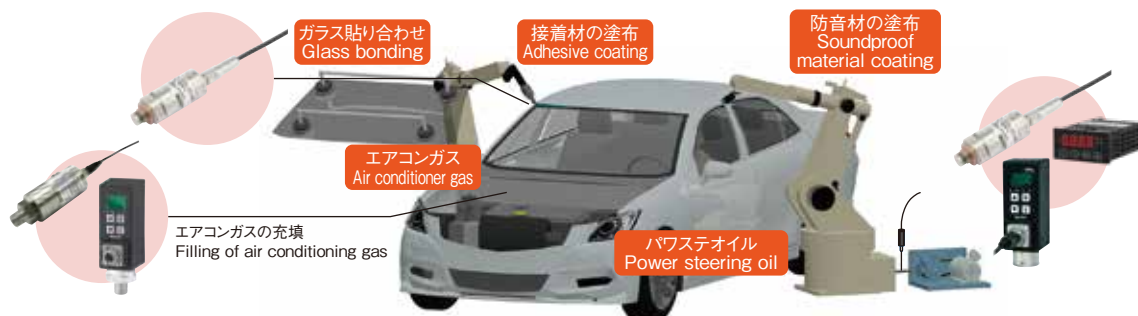 ガラス貼り合わせ
Glass bonding
接着材の塗布
Adhesive coating
防音材の塗布
Soundproof
material coating
エアコンガス
Air conditioner gas
エアコンガスの充填
Filling of air conditioning gas
パワステオイル
Power steering oil